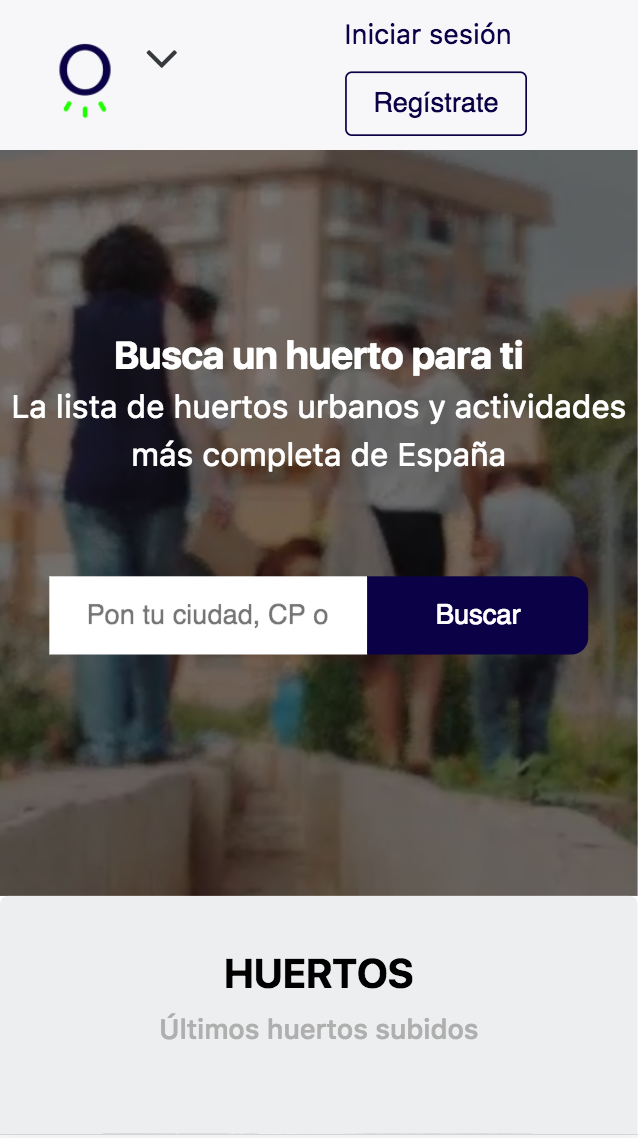 Iniciar sesión
Regístrate
Busca un huerto para ti
La lista de huertos urbanos y actividades
más completa de España
Pon tu ciudad, CP o
Buscar
HUERTOS
Últimos huertos subidos